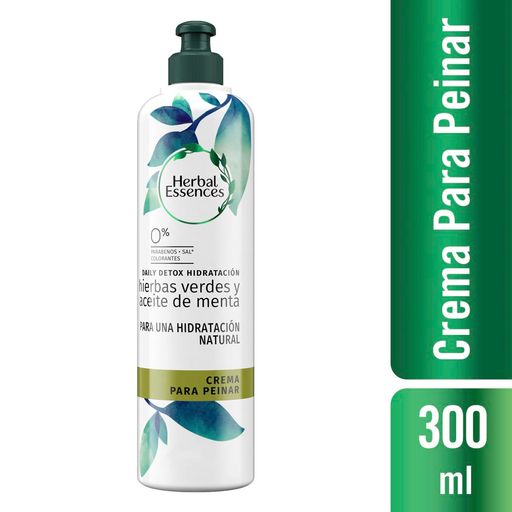 Herbal
Essences
0%
PARABENOS • SAL*
COLORANTES
DAILY DETOX HIDRATACIÓN
hierbas verdes y
aceite de menta
PARA UNA HIDRATACIÓN
NATURAL
CREMA
PARA PEINAR
Crema Para Peinar
300
ml